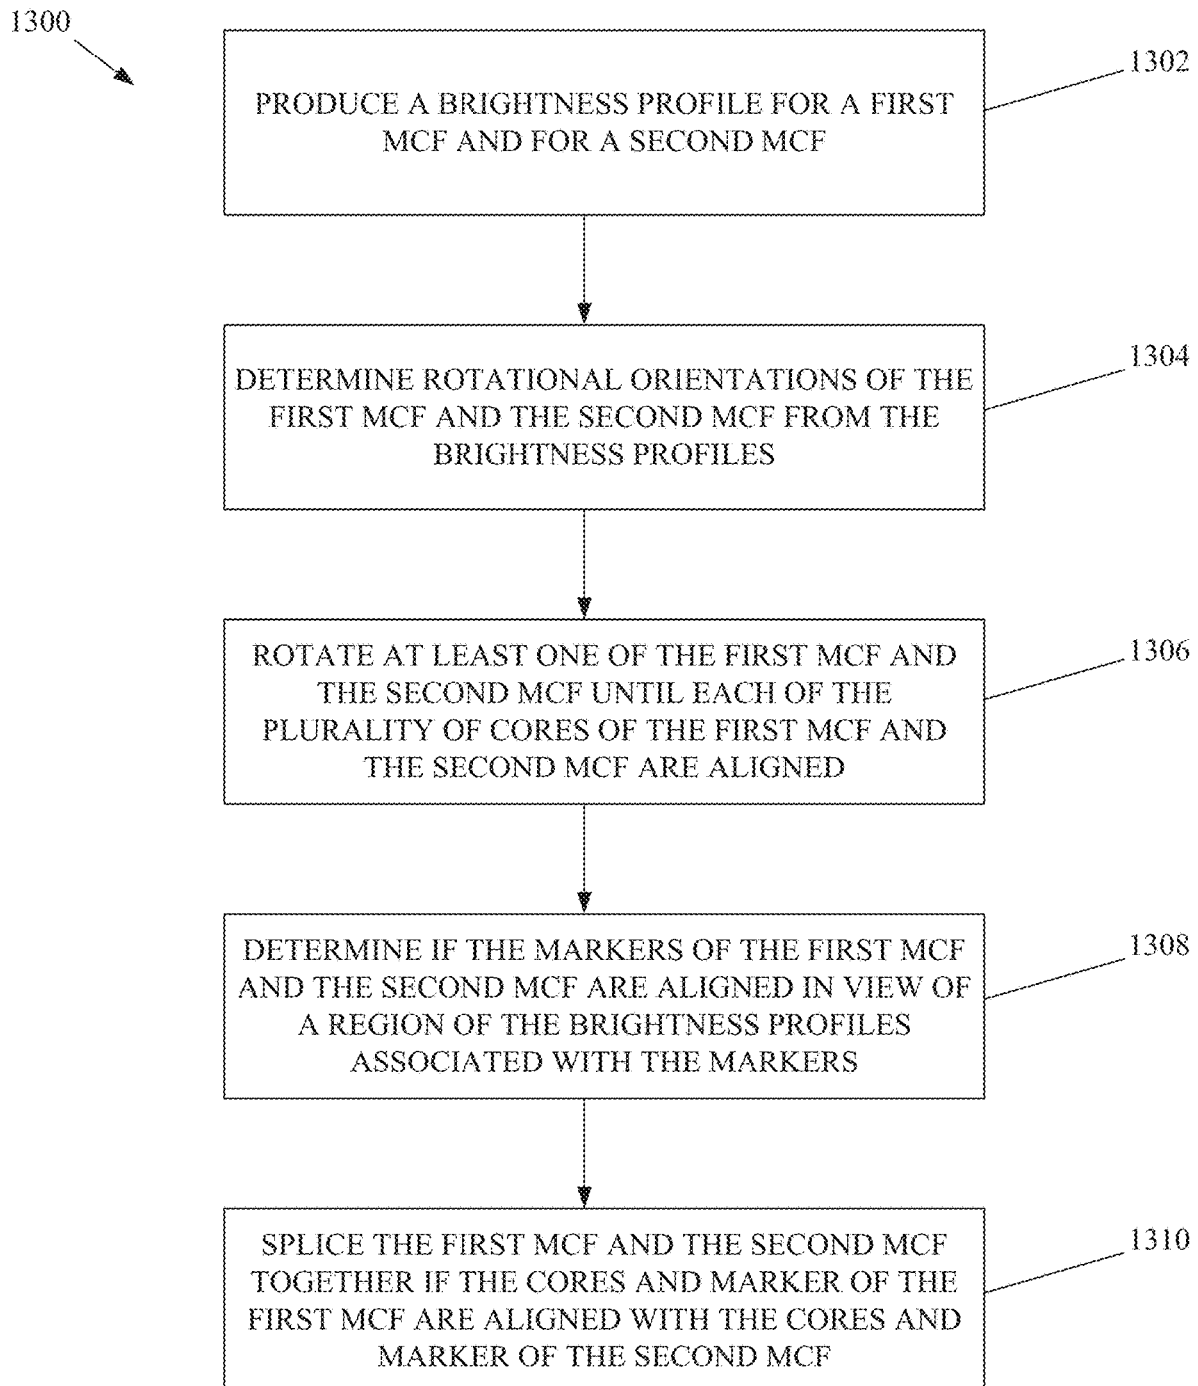 1300
1302
PRODUCE A BRIGHTNESS PROFILE FOR A FIRST
MCF AND FOR A SECOND MCF
1304
DETERMINE ROTATIONAL ORIENTATIONS OF THE
FIRST MCF AND THE SECOND MCF FROM THE
BRIGHTNESS PROFILES
1306
ROTATE AT LEAST ONE OF THE FIRST MCF AND
THE SECOND MCF UNTIL EACH OF THE
PLURALITY OF CORES OF THE FIRST MCF AND
THE SECOND MCF ARE ALIGNED
1308
DETERMINE IF THE MARKERS OF THE FIRST MCF
AND THE SECOND MCF ARE ALIGNED IN VIEW OF
A REGION OF THE BRIGHTNESS PROFILES
ASSOCIATED WITH THE MARKERS
1310
SPLICE THE FIRST MCF AND THE SECOND MCF
TOGETHER IF THE CORES AND MARKER OF THE
FIRST MCF ARE ALIGNED WITH THE CORES AND
MARKER OF THE SECOND MCF